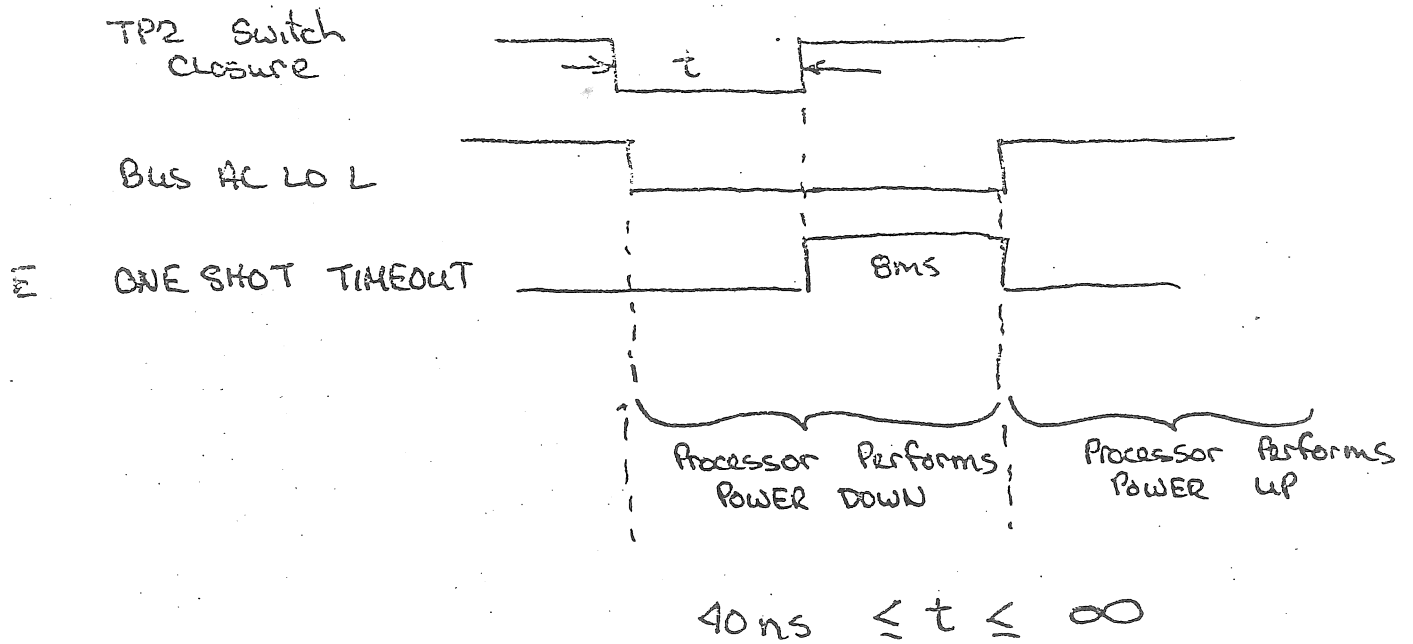 TP2 Switch
Closure
t
Bus AC LO L
E ONE SHOT TIMEOUT
8ms
Processor Performs
POWER DOWN
Processor Performs
POWER UP
40ns ≤ t ≤ ∞